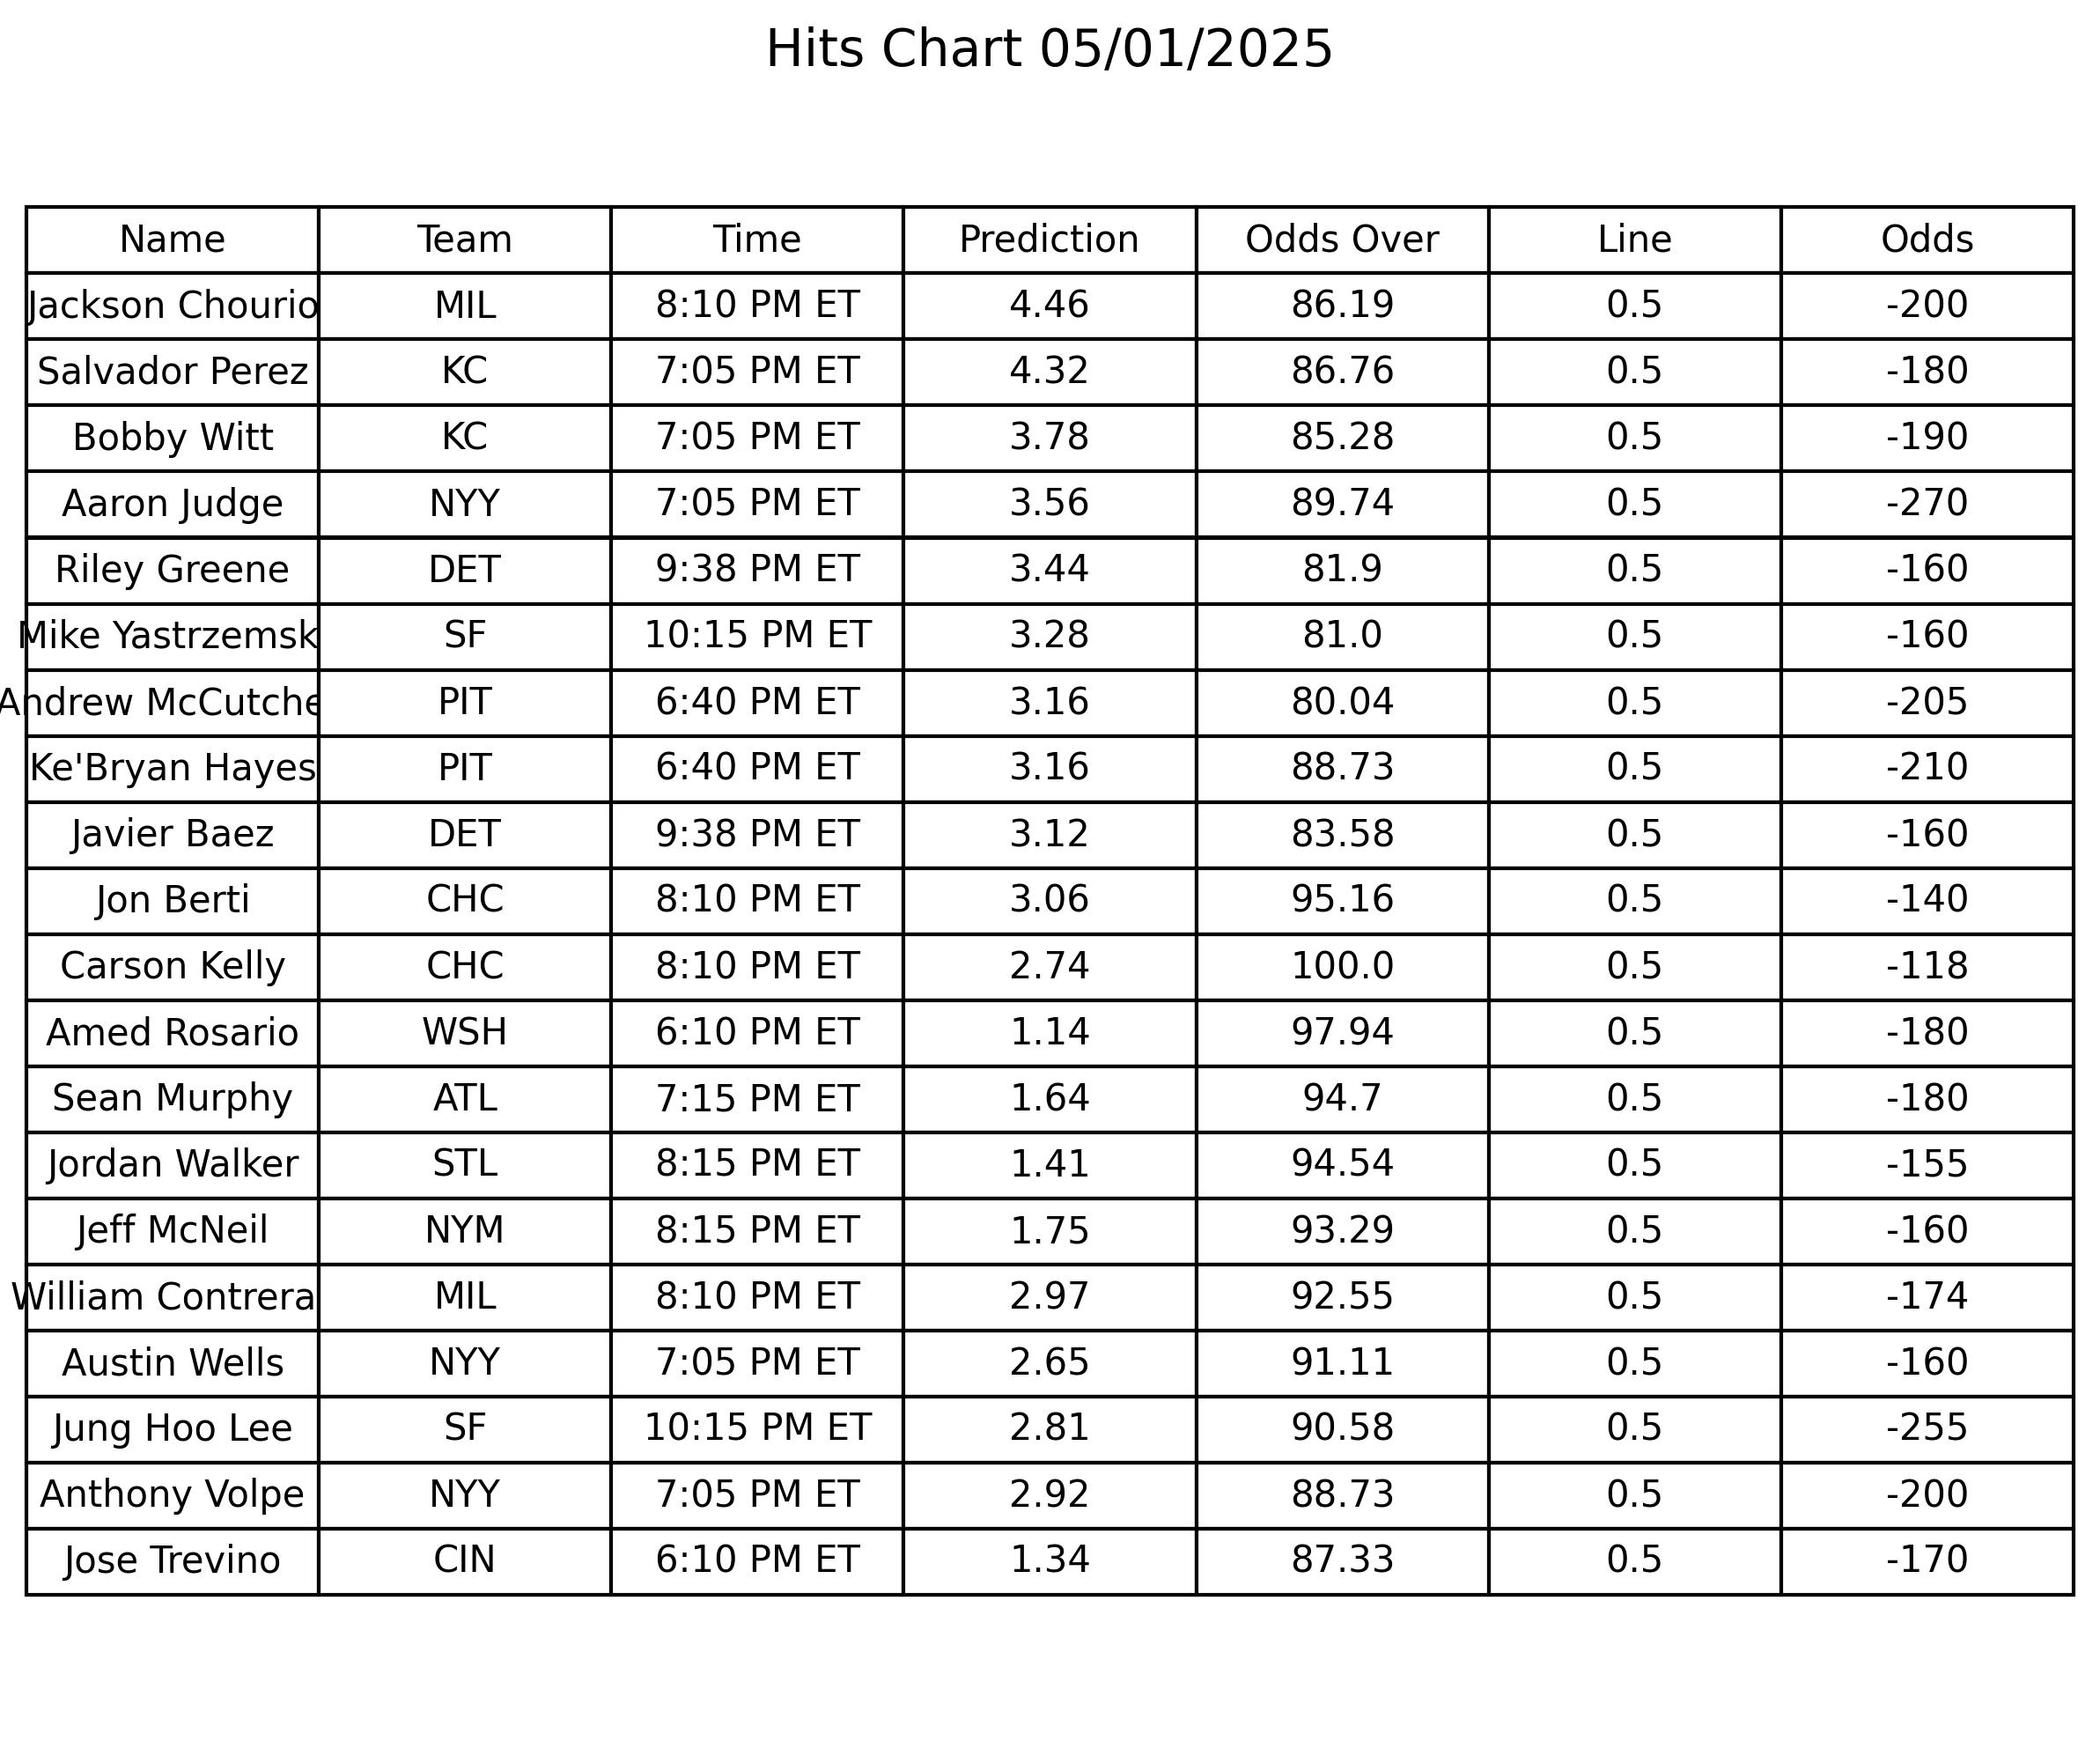 Hits Chart 05/01/2025
Name Team Time Prediction Odds Over Line Odds
Jackson Chourio MIL 8:10 PM ET 4.46 86.19 0.5 -200
Salvador Perez KC 7:05 PM ET 4.32 86.76 0.5 -180
Bobby Witt KC 7:05 PM ET 3.78 85.28 0.5 -190
Aaron Judge NYY 7:05 PM ET 3.56 89.74 0.5 -270
Riley Greene DET 9:38 PM ET 3.44 81.9 0.5 -160
Mike Yastrzemsk SF 10:15 PM ET 3.28 81.0 0.5 -160
Andrew McCutche PIT 6:40 PM ET 3.16 80.04 0.5 -205
Ke'Bryan Hayes PIT 6:40 PM ET 3.16 88.73 0.5 -210
Javier Baez DET 9:38 PM ET 3.12 83.58 0.5 -160
Jon Berti CHC 8:10 PM ET 3.06 95.16 0.5 -140
Carson Kelly CHC 8:10 PM ET 2.74 100.0 0.5 -118
Amed Rosario WSH 6:10 PM ET 1.14 97.94 0.5 -180
Sean Murphy ATL 7:15 PM ET 1.64 94.7 0.5 -180
Jordan Walker STL 8:15 PM ET 1.41 94.54 0.5 -155
Jeff McNeil NYM 8:15 PM ET 1.75 93.29 0.5 -160
William Contrera MIL 8:10 PM ET 2.97 92.55 0.5 -174
Austin Wells NYY 7:05 PM ET 2.65 91.11 0.5 -160
Jung Hoo Lee SF 10:15 PM ET 2.81 90.58 0.5 -255
Anthony Volpe NYY 7:05 PM ET 2.92 88.73 0.5 -200
Jose Trevino CIN 6:10 PM ET 1.34 87.33 0.5 -170